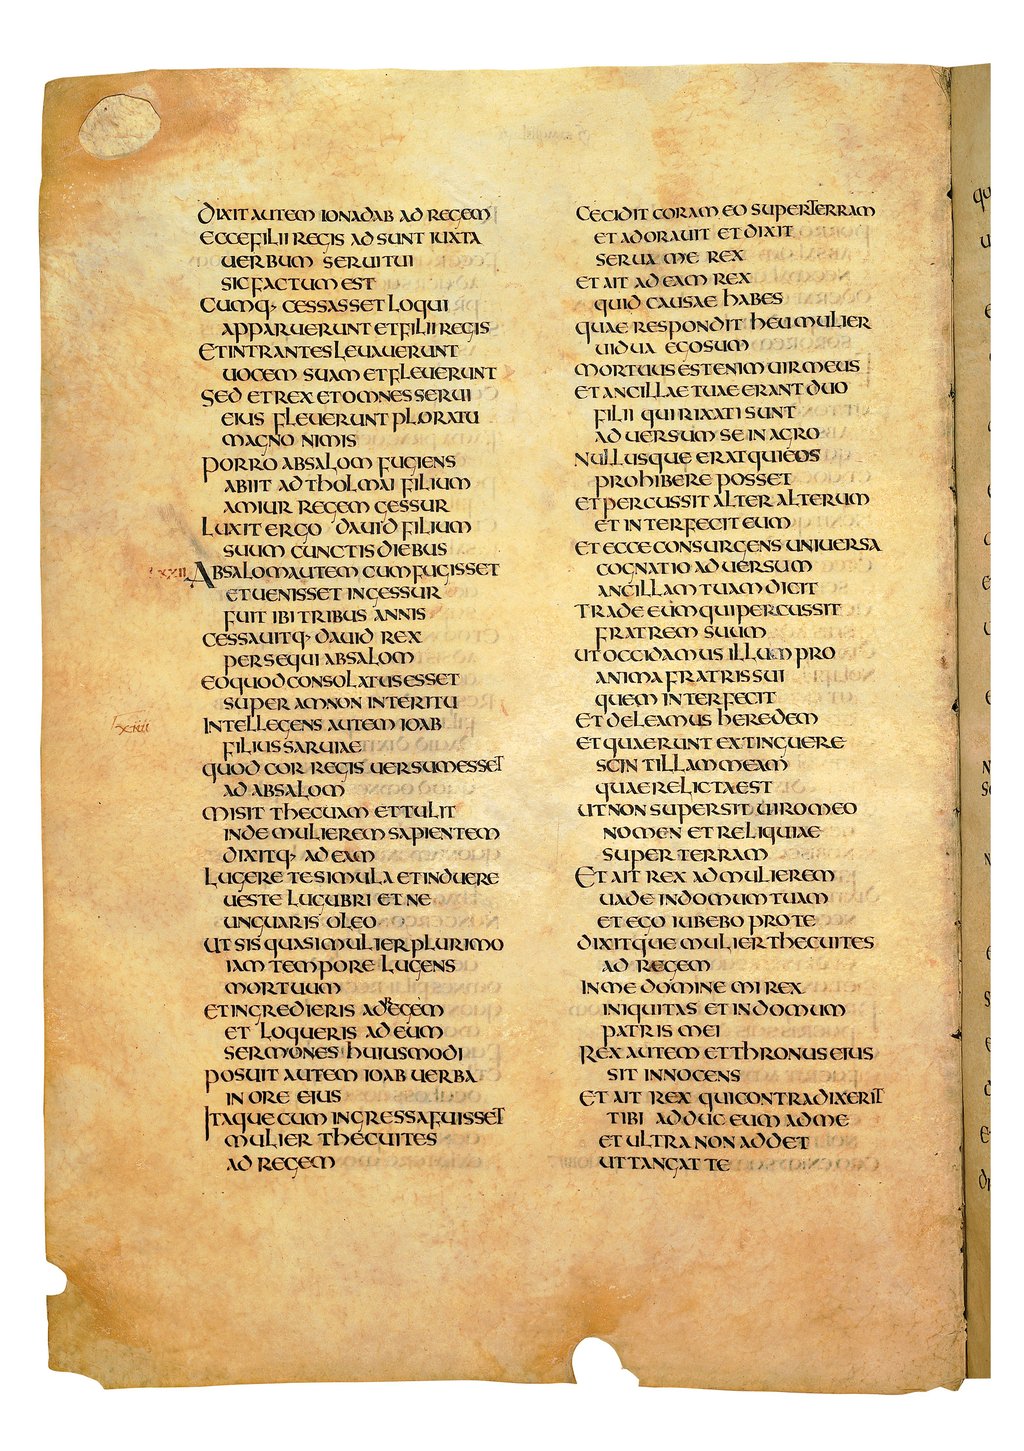 DIXIT AUTEM IONADAB AD REGEM
ECCE FILII REGIS ADSUNT IUXTA
UERBUM SERUI TUI
SIC FACTUM EST
CUMQ· CESSASSET LOQUI
APPARUERUNT ET FILII REGIS
ET INTRANTES LEUAUERUNT
UOCEM SUAM ET FLEUERUNT
SED ET REX ET OMNES SERUI
EIUS FLEUERUNT PLORATU
MAGNO NIMIS
PORRO ABSALOM FUGIENS
ABIIT AD THOLMAI FILIUM
AMIUR REGEM GESSUR
LUXIT ERGO DAUID FILIUM
SUUM CUNCTIS DIEBUS
LXXII ABSALOM AUTEM CUM FUGISSET
ET UENISSET IN GESSUR
FUIT IBI TRIBUS ANNIS
CESSAUITQ· DAUID REX
PERSEQUI ABSALOM
EO QUOD CONSOLATUS ESSET
SUPER AMNON INTERITU
INTELLEGENS AUTEM IOAB
FILIUS SARUIAE
QUOD COR REGIS UERSUM ESSET
AD ABSALOM
MISIT THECUAM ET TULIT
INDE MULIEREM SAPIENTEM
DIXITQ· AD EAM
LUGERE TE SIMULA ET INDUERE
UESTE LUGUBRI ET NE
UNGUARIS OLEO
UT SIS QUASI MULIER PLURIMO
IAM TEMPORE LUGENS
MORTUUM
ET INGREDIERIS AD REGEM
ET LOQUERIS AD EUM
SERMONES HUIUSMODI
POSUIT AUTEM IOAB UERBA
IN ORE EIUS
ITAQUE CUM INGRESSA FUISSET
MULIER THECUITES
AD REGEM
CECIDIT CORAM EO SUPER TERRAM
ET ADORAUIT ET DIXIT
SERUA ME REX
ET AIT AD EAM REX
QUID CAUSAE HABES
QUAE RESPONDIT HEU MULIER
UIDUA EGO SUM
MORTUUS EST ENIM UIR MEUS
ET ANCILLAE TUAE ERANT DUO
FILII QUI RIXATI SUNT
ADUERSUM SE IN AGRO
NULLUSQUE ERAT QUI EOS
PROHIBERE POSSET
ET PERCUSSIT ALTER ALTERUM
ET INTERFECIT EUM
ET ECCE CONSURGENS UNIUERSA
COGNATIO ADUERSUM
ANCILLAM TUAM DICIT
TRADE EUM QUI PERCUSSIT
FRATREM SUUM
UT OCCIDAMUS ILLUM PRO
ANIMA FRATRIS SUI
QUEM INTERFECIT
ET DELEAMUS HEREDEM
ET QUAERUNT EXTINGUERE
SCINTILLAM MEAM
QUAE RELICTA EST
UT NON SUPERSIT UIRO MEO
NOMEN ET RELIQUIAE
SUPER TERRAM
ET AIT REX AD MULIEREM
UADE IN DOMUM TUAM
ET EGO IUBEBO PRO TE
DIXITQUE MULIER THECUITES
AD REGEM
IN ME DOMINE MI REX
INIQUITAS ET IN DOMUM
PATRIS MEI
REX AUTEM ET THRONUS EIUS
SIT INNOCENS
ET AIT REX QUI CONTRADIXERIT
TIBI ADDUC EUM AD ME
ET ULTRA NON ADDET
UT TANGAT TE